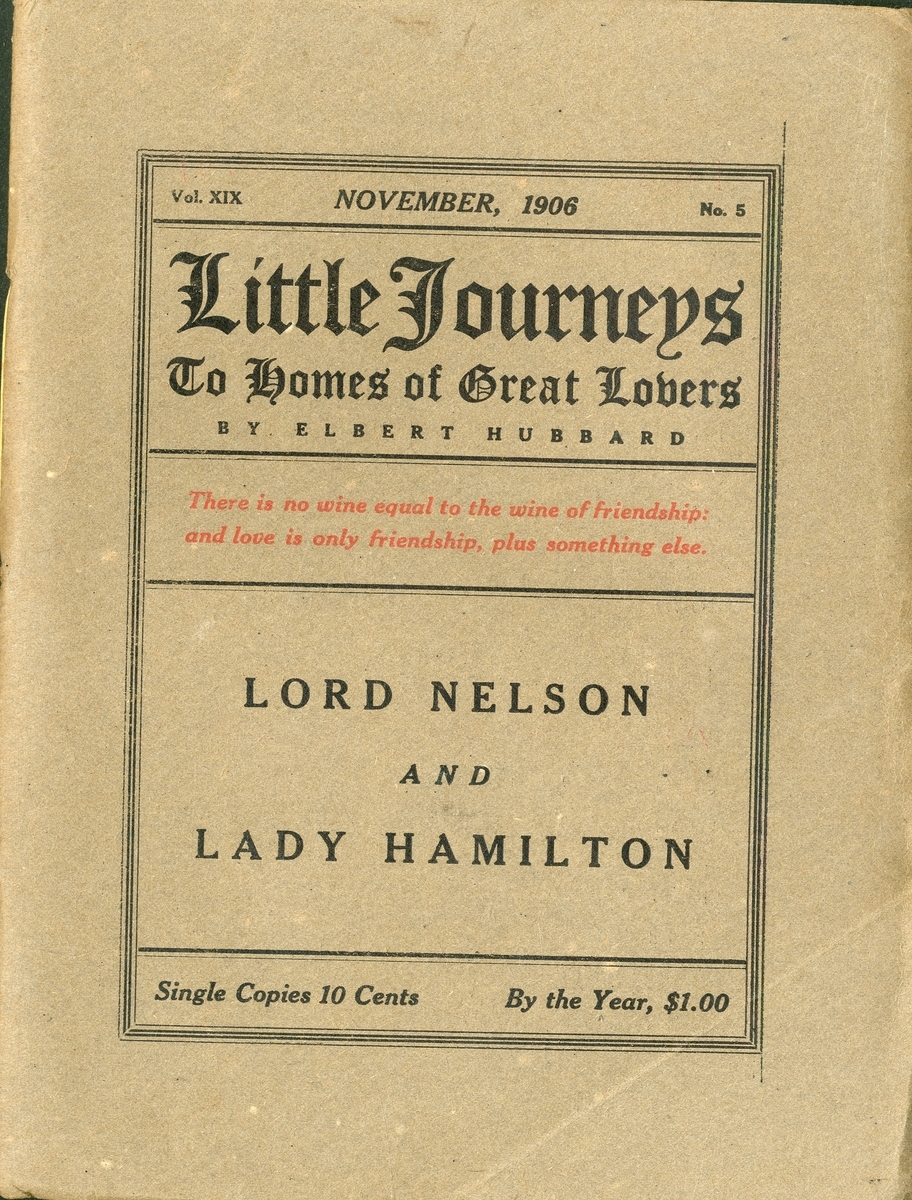 Vol. XIX NOVEMBER, 1906 No. 5
Little Journeys
To Homes of Great Lovers
BY ELBERT HUBBARD
There is no wine equal to the wine of friendship:
and love is only friendship, plus something else.
LORD NELSON
AND
LADY HAMILTON
Single Copies 10 Cents By the Year, $1.00